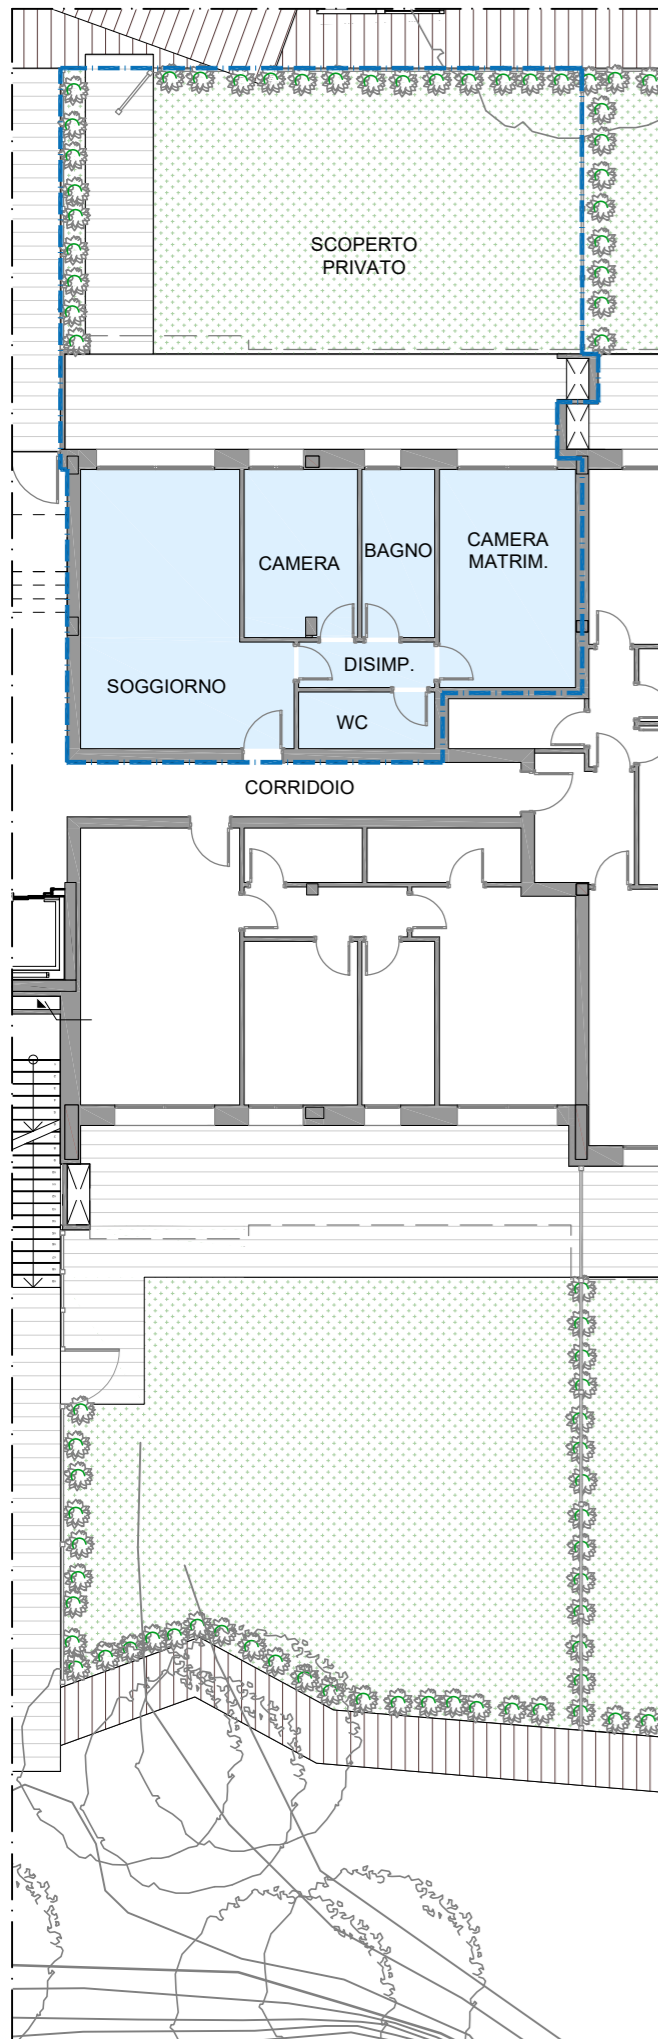 SCOPERTO
PRIVATO
CAMERA
BAGNO
CAMERA
MATRIM.
DISIMP.
SOGGIORNO
WC
CORRIDOIO